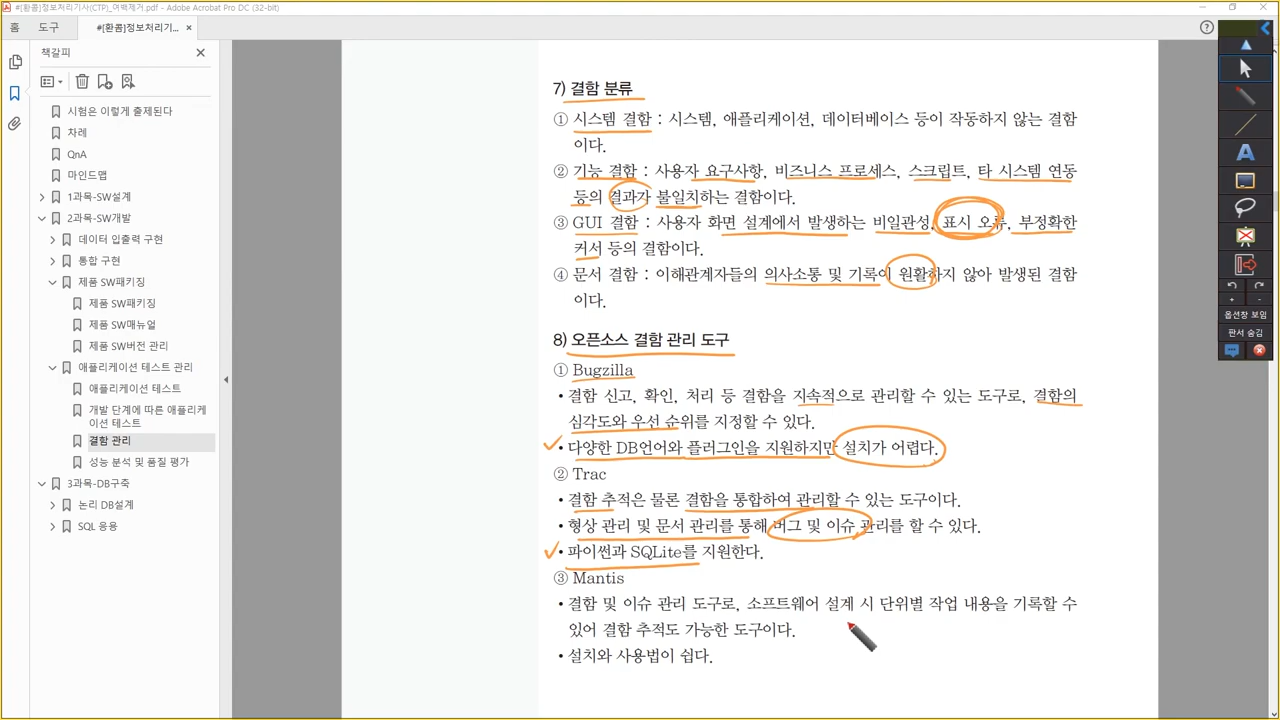 #[환콤]정보처리기사(CTP)_여백제거.pdf - Adobe Acrobat Pro DC (32-bit)
홈 도구 #[환콤]정보처리기...
책갈피
시험은 이렇게 출제된다
차례
QnA
마인드맵
1과목-SW설계
2과목-SW개발
데이터 입출력 구현
통합 구현
제품 SW패키징
제품 SW패키징
제품 SW매뉴얼
제품 SW버전 관리
애플리케이션 테스트 관리
애플리케이션 테스트
개발 단계에 따른 애플리케
이션 테스트
결함 관리
성능 분석 및 품질 평가
3과목-DB구축
논리 DB설계
SQL 응용
7) 결함 분류
① 시스템 결함 : 시스템, 애플리케이션, 데이터베이스 등이 작동하지 않는 결함
이다.
② 기능 결함 : 사용자 요구사항, 비즈니스 프로세스, 스크립트, 타 시스템 연동
등의 결과가 불일치하는 결함이다.
③ GUI 결함 : 사용자 화면 설계에서 발생하는 비일관성, 표시 오류, 부정확한
커서 등의 결함이다.
④ 문서 결함 : 이해관계자들의 의사소통 및 기록이 원활하지 않아 발생된 결함
이다.
8) 오픈소스 결함 관리 도구
① Bugzilla
• 결함 신고, 확인, 처리 등 결함을 지속적으로 관리할 수 있는 도구로, 결함의
심각도와 우선 순위를 지정할 수 있다.
• 다양한 DB언어와 플러그인을 지원하지만 설치가 어렵다.
② Trac
• 결함 추적은 물론 결함을 통합하여 관리할 수 있는 도구이다.
• 형상 관리 및 문서 관리를 통해 버그 및 이슈 관리를 할 수 있다.
• 파이썬과 SQLite를 지원한다.
③ Mantis
• 결함 및 이슈 관리 도구로, 소프트웨어 설계 시 단위별 작업 내용을 기록할 수
있어 결함 추적도 가능한 도구이다.
• 설치와 사용법이 쉽다.
A
옵션창 보임
판서 숨김